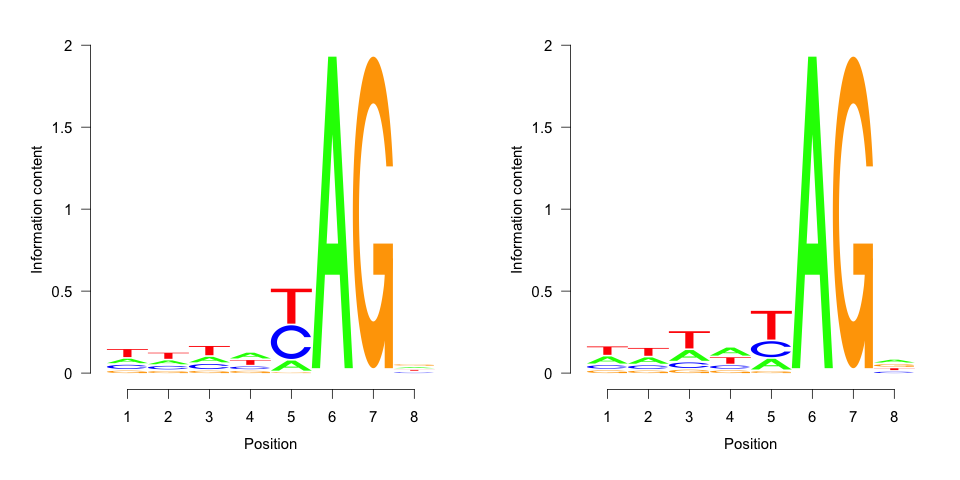 2
1.5
1
0.5
0
Information content
T T T A T A G
A A A T C
C C C C A
1 2 3 4 5 6 7 8
Position
2
1.5
1
0.5
0
Information content
T T T A T A G A
A A A T C
C C C C A
1 2 3 4 5 6 7 8
Position